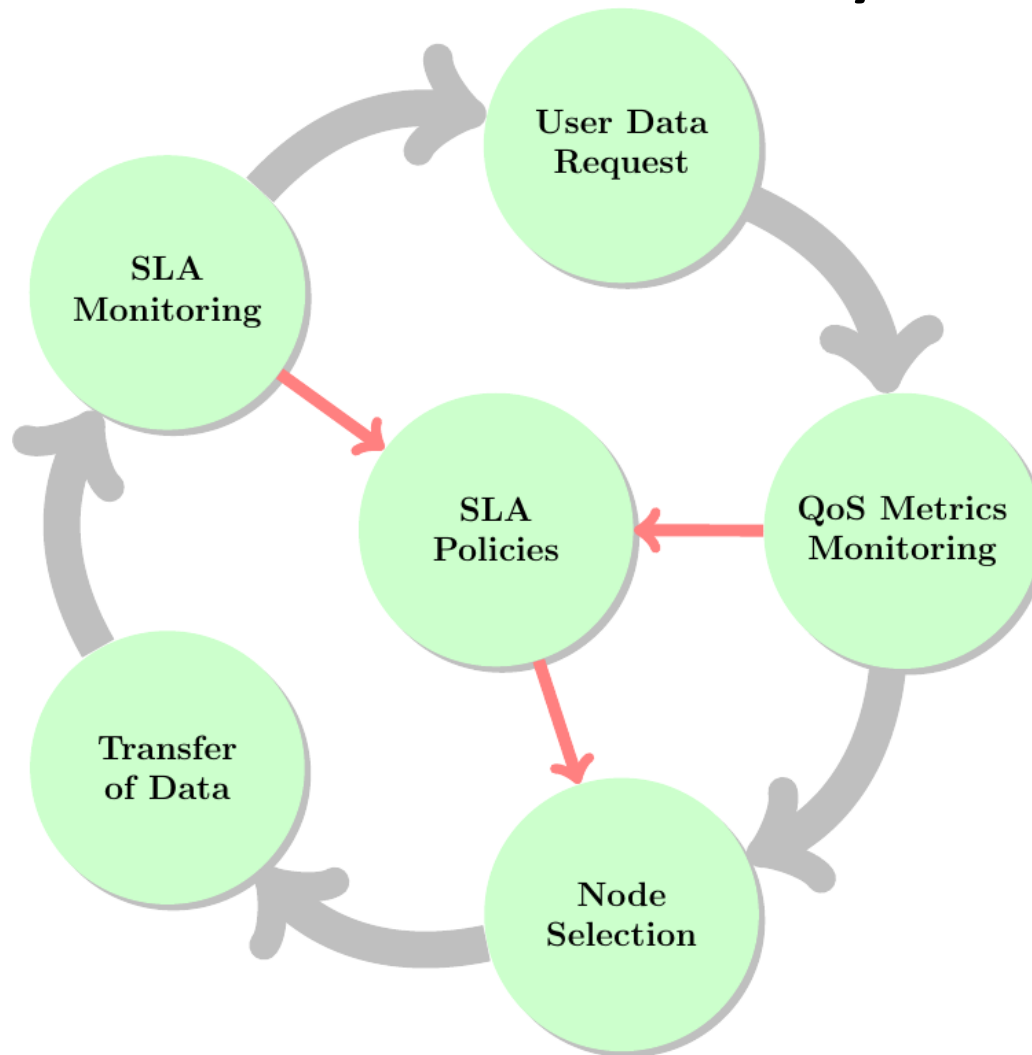 User Data
Request
SLA
Monitoring
QoS Metrics
Monitoring
SLA
Policies
Transfer
of Data
Node
Selection